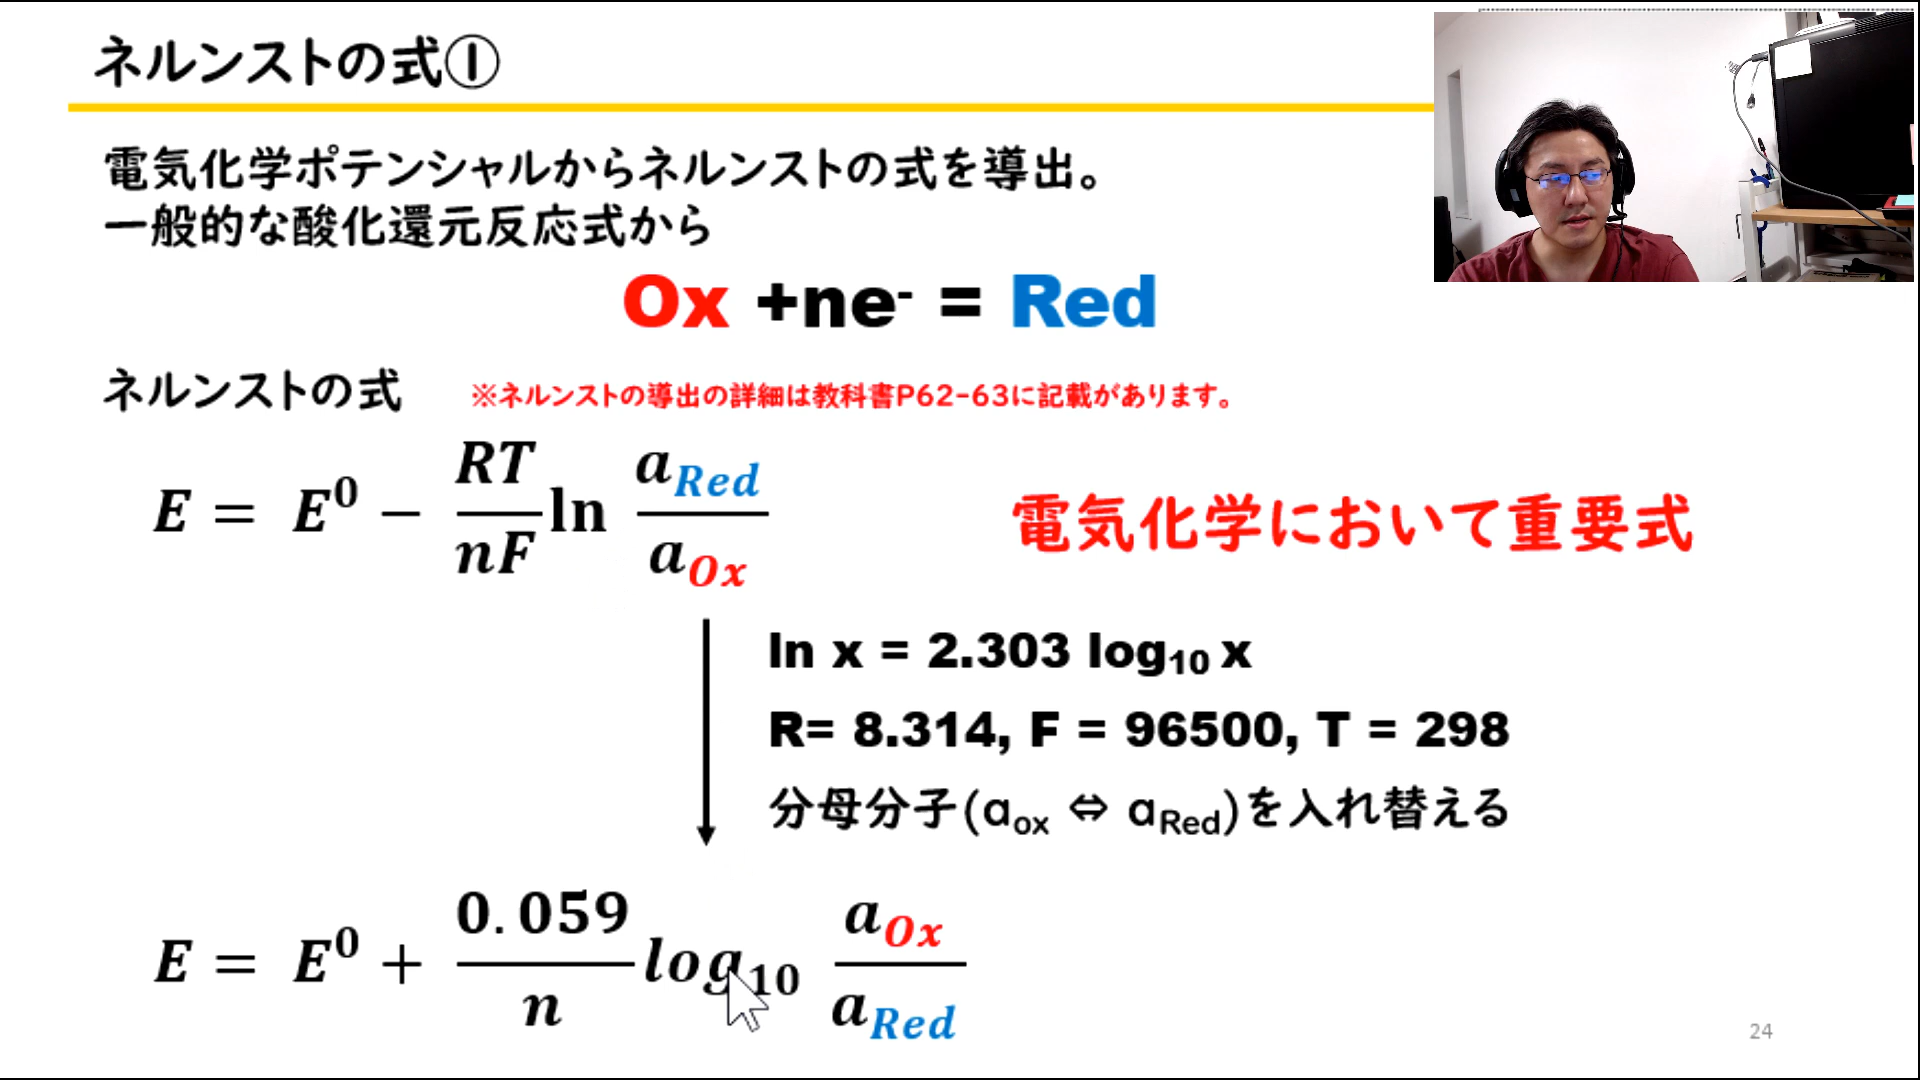 ネルンストの式①
電気化学ポテンシャルからネルンストの式を導出。
一般的な酸化還元反応式から
Ox +ne- = Red
ネルンストの式 ※ネルンストの導出の詳細は教科書P62-63に記載があります。
E = E⁰ − RT/nF ln a_Red/a_Ox
電気化学において重要式
ln x = 2.303 log₁₀ x
R= 8.314, F = 96500, T = 298
分母分子(aox ⇔ aRed)を入れ替える
E = E⁰ + 0.059/n log₁₀ a_Ox/a_Red
24